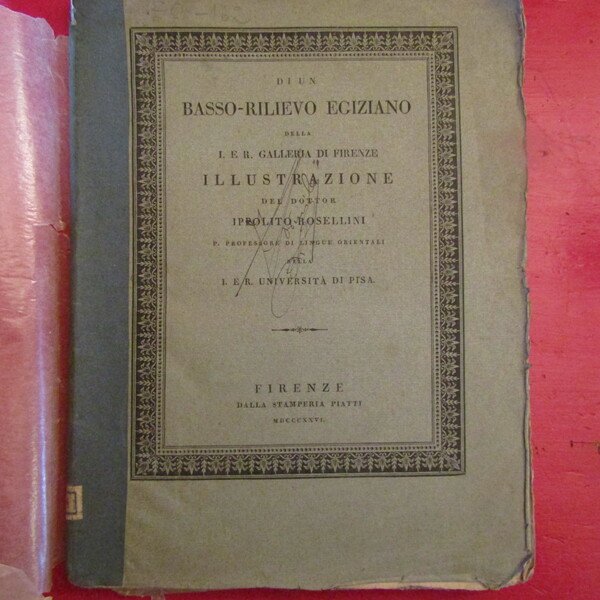 DI UN
BASSO-RILIEVO EGIZIANO
DELLA
I. E R. GALLERIA DI FIRENZE
ILLUSTRAZIONE
DEL DOTTOR
IPPOLITO ROSELLINI
P. PROFESSORE DI LINGUE ORIENTALI
NELLA
I. E R. UNIVERSITÀ DI PISA.
FIRENZE
DALLA STAMPERIA PIATTI
MDCCCXXVI.